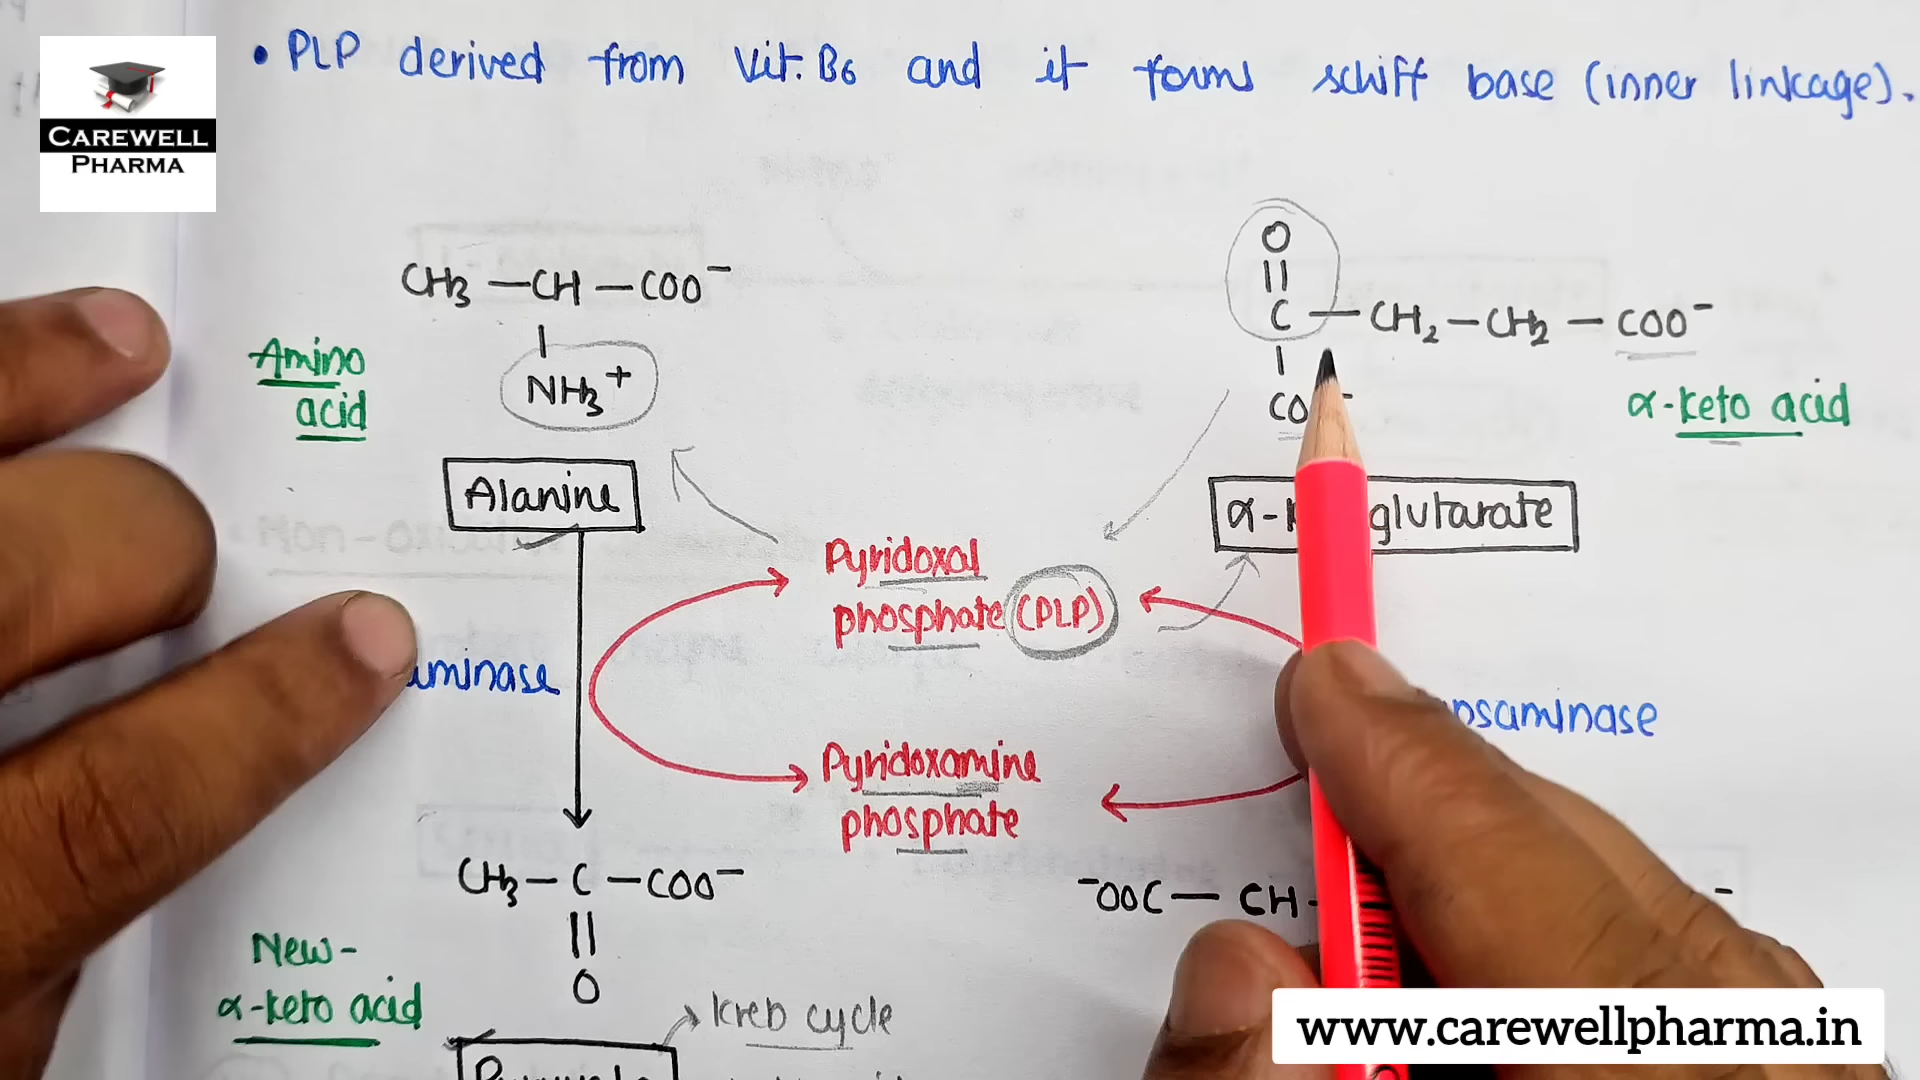 • PLP derived from Vit. B6 and it forms schiff base (inner linkage).
CAREWELL
PHARMA
CH3 — CH — COO⁻
NH3⁺
Amino
acid
Alanine
O
||
C — CH2 — CH2 — COO⁻
α-keto acid
glutarate
Pyridoxal
phosphate (PLP)
Pyridoxamine
phosphate
CH3 — C — COO⁻
||
O
New-
α-keto acid
→ kreb cycle
⁻OOC — CH -
www.carewellpharma.in